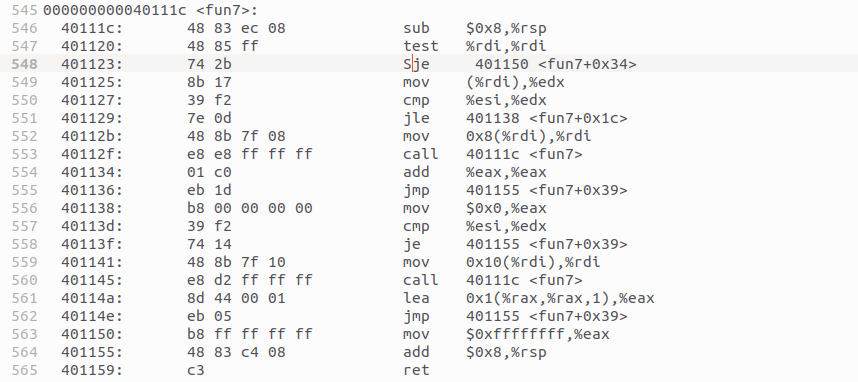 545 000000000040111c <fun7>:
546 40111c: 48 83 ec 08 sub $0x8,%rsp
547 401120: 48 85 ff test %rdi,%rdi
548 401123: 74 2b Sje 401150 <fun7+0x34>
549 401125: 8b 17 mov (%rdi),%edx
550 401127: 39 f2 cmp %esi,%edx
551 401129: 7e 0d jle 401138 <fun7+0x1c>
552 40112b: 48 8b 7f 08 mov 0x8(%rdi),%rdi
553 40112f: e8 e8 ff ff ff call 40111c <fun7>
554 401134: 01 c0 add %eax,%eax
555 401136: eb 1d jmp 401155 <fun7+0x39>
556 401138: b8 00 00 00 00 mov $0x0,%eax
557 40113d: 39 f2 cmp %esi,%edx
558 40113f: 74 14 je 401155 <fun7+0x39>
559 401141: 48 8b 7f 10 mov 0x10(%rdi),%rdi
560 401145: e8 d2 ff ff ff call 40111c <fun7>
561 40114a: 8d 44 00 01 lea 0x1(%rax,%rax,1),%eax
562 40114e: eb 05 jmp 401155 <fun7+0x39>
563 401150: b8 ff ff ff ff mov $0xffffffff,%eax
564 401155: 48 83 c4 08 add $0x8,%rsp
565 401159: c3 ret